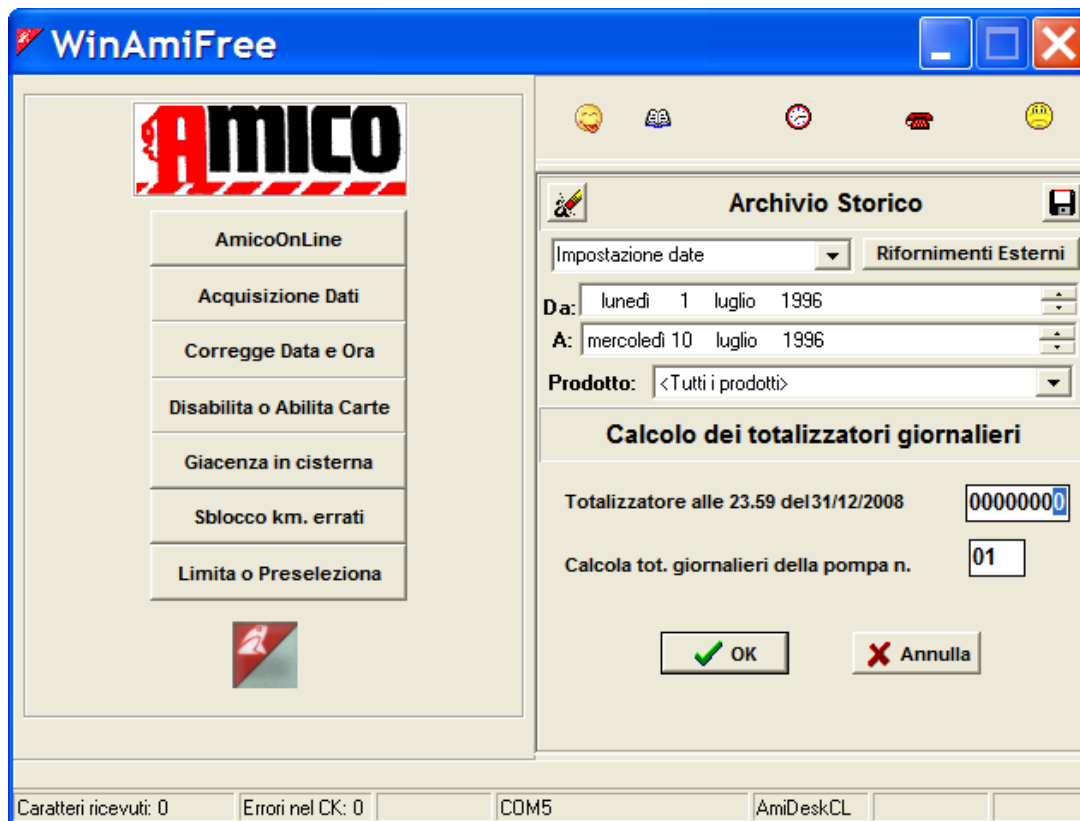 WinAmiFree
AMICO
AmicoOnLine
Acquisizione Dati
Corregge Data e Ora
Disabilita o Abilita Carte
Giacenza in cisterna
Sblocco km. errati
Limita o Preseleziona
Archivio Storico
Impostazione date
Rifornimenti Esterni
Da: lunedì 1 luglio 1996
A: mercoledì 10 luglio 1996
Prodotto: <Tutti i prodotti>
Calcolo dei totalizzatori giornalieri
Totalizzatore alle 23.59 del 31/12/2008 00000000
Calcola tot. giornalieri della pompa n. 01
OK Annulla
Caratteri ricevuti: 0 Errori nel CK: 0 COM5 AmiDeskCL